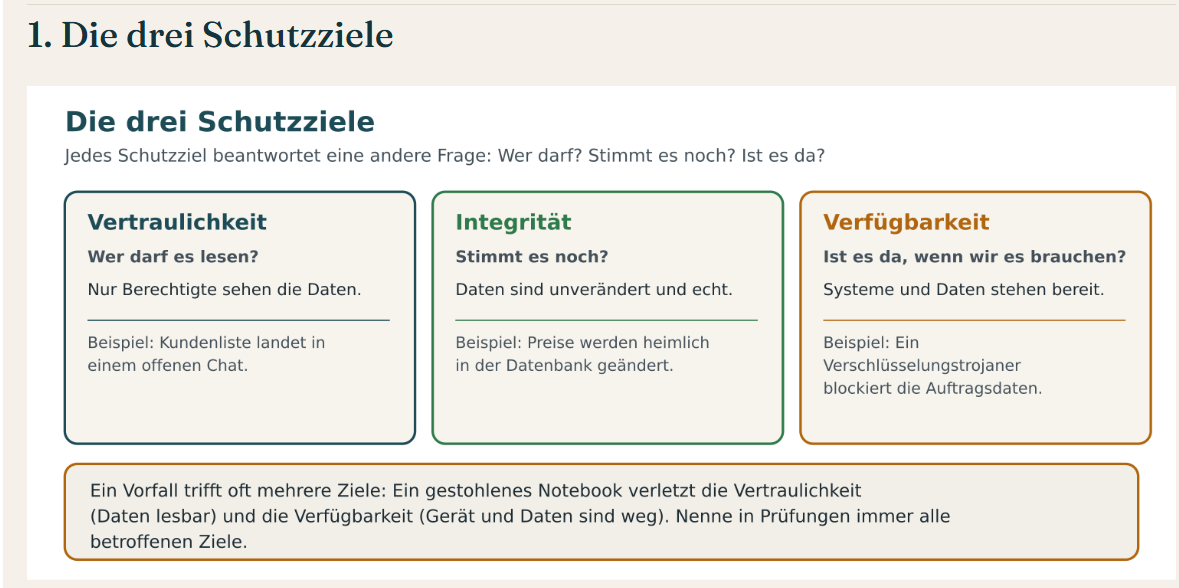 1. Die drei Schutzziele
Die drei Schutzziele
Jedes Schutzziel beantwortet eine andere Frage: Wer darf? Stimmt es noch? Ist es da?
Vertraulichkeit
Wer darf es lesen?
Nur Berechtigte sehen die Daten.
Beispiel: Kundenliste landet in
einem offenen Chat.
Integrität
Stimmt es noch?
Daten sind unverändert und echt.
Beispiel: Preise werden heimlich
in der Datenbank geändert.
Verfügbarkeit
Ist es da, wenn wir es brauchen?
Systeme und Daten stehen bereit.
Beispiel: Ein
Verschlüsselungstrojaner
blockiert die Auftragsdaten.
Ein Vorfall trifft oft mehrere Ziele: Ein gestohlenes Notebook verletzt die Vertraulichkeit
(Daten lesbar) und die Verfügbarkeit (Gerät und Daten sind weg). Nenne in Prüfungen immer alle
betroffenen Ziele.